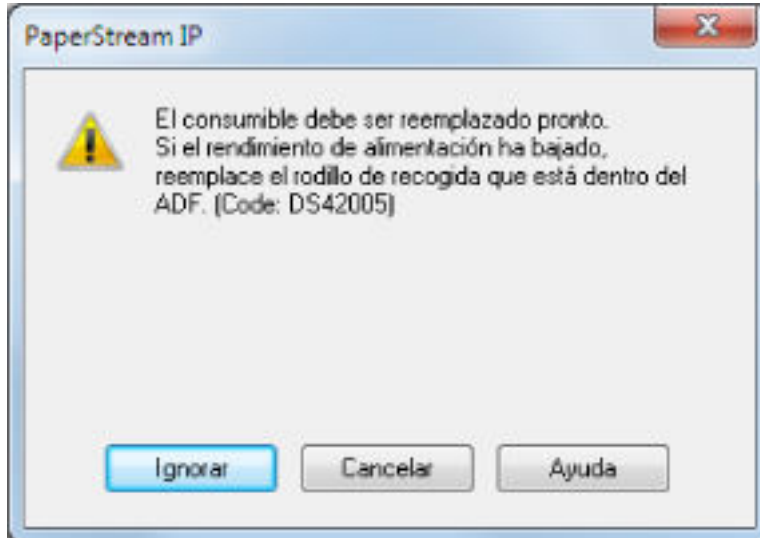 PaperStream IP
El consumible debe ser reemplazado pronto.
Si el rendimiento de alimentación ha bajado,
reemplace el rodillo de recogida que está dentro del
ADF. (Code: DS42005)
Ignorar Cancelar Ayuda